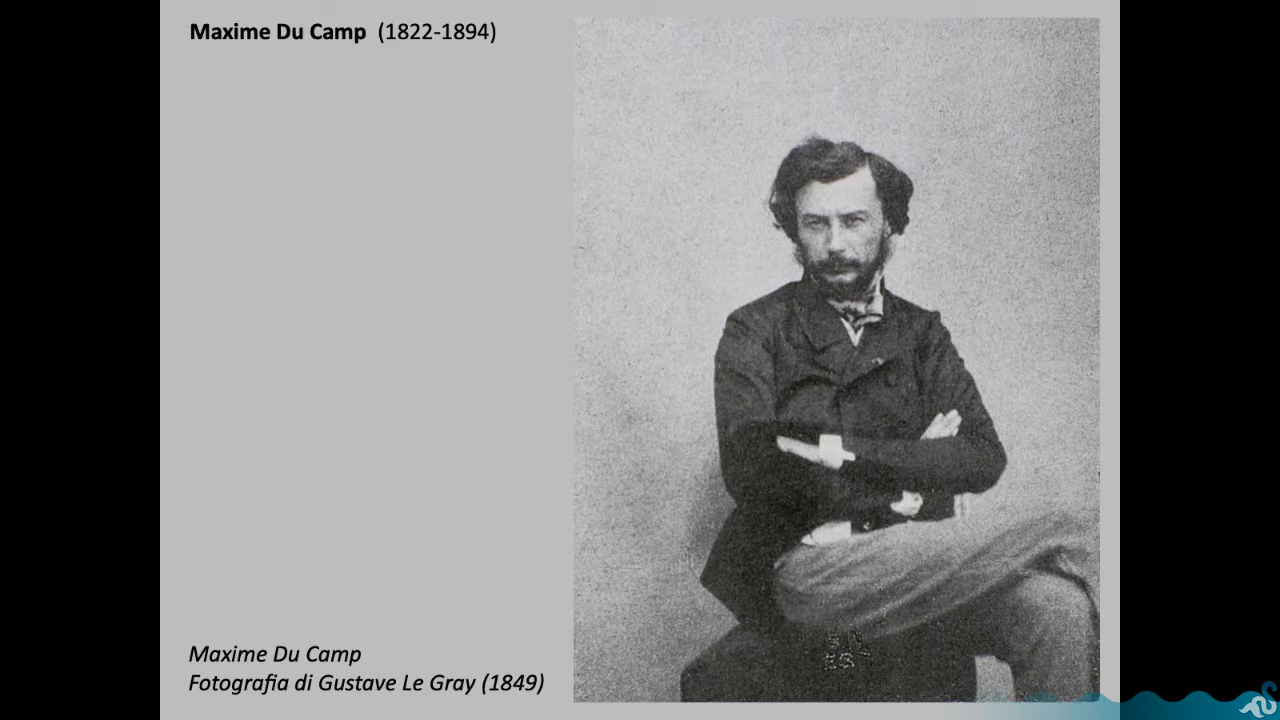 Maxime Du Camp (1822-1894)
Maxime Du Camp
Fotografia di Gustave Le Gray (1849)